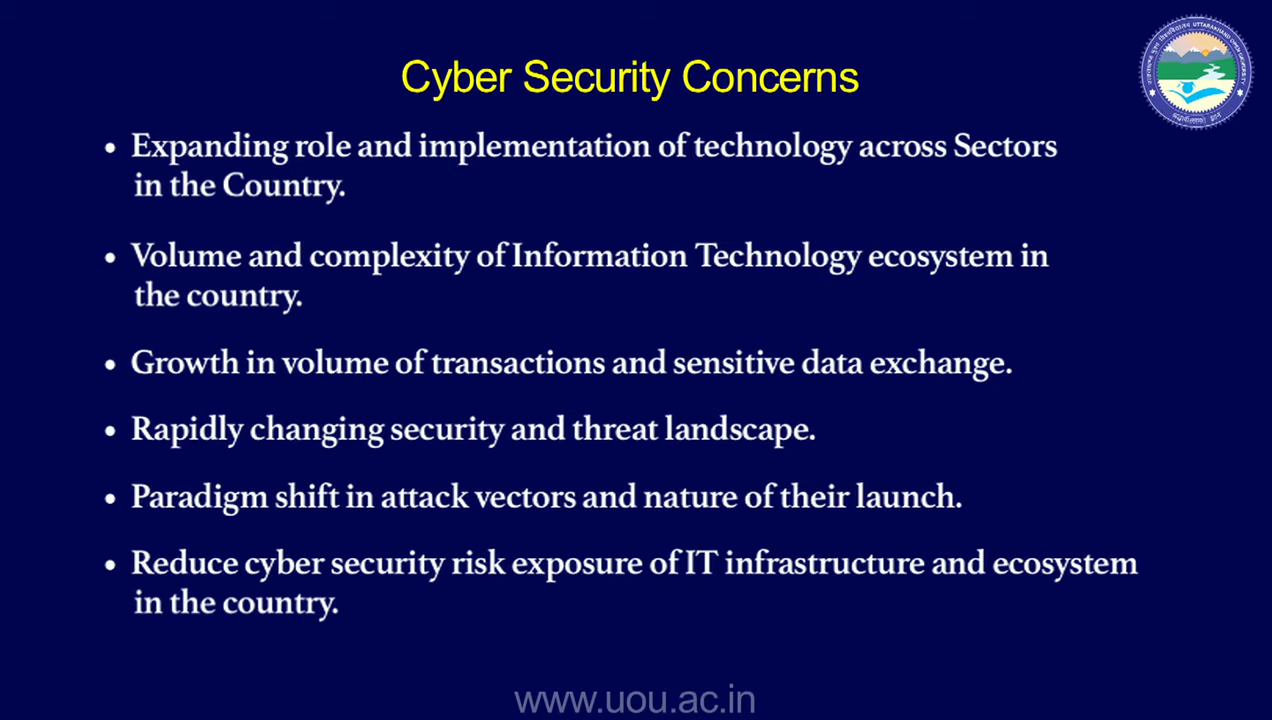 Cyber Security Concerns
UTTARAKHAND OPEN UNIVERSITY
• Expanding role and implementation of technology across Sectors
in the Country.
• Volume and complexity of Information Technology ecosystem in
the country.
• Growth in volume of transactions and sensitive data exchange.
• Rapidly changing security and threat landscape.
• Paradigm shift in attack vectors and nature of their launch.
• Reduce cyber security risk exposure of IT infrastructure and ecosystem
in the country.
www.uou.ac.in